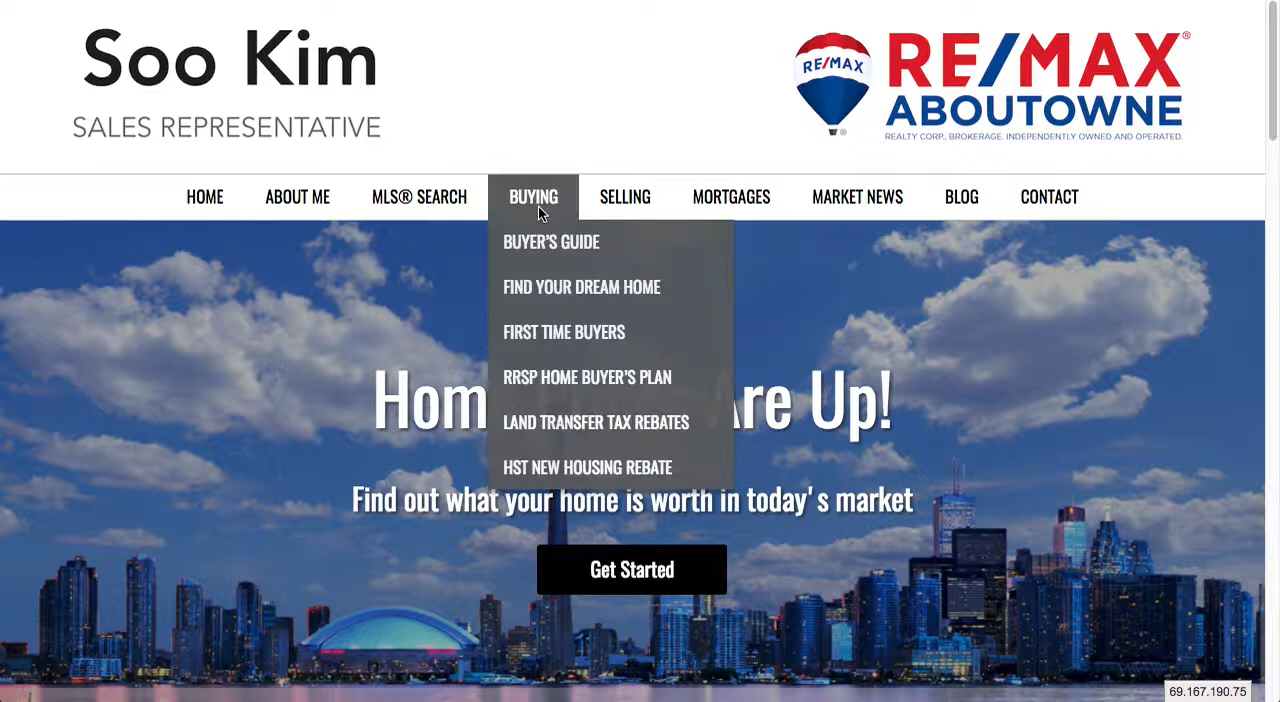 Soo Kim
SALES REPRESENTATIVE
RE/MAX
RE/MAX®
ABOUTOWNE
REALTY CORP., BROKERAGE. INDEPENDENTLY OWNED AND OPERATED.
HOME ABOUT ME MLS® SEARCH BUYING SELLING MORTGAGES MARKET NEWS BLOG CONTACT
BUYER'S GUIDE
FIND YOUR DREAM HOME
FIRST TIME BUYERS
RRSP HOME BUYER'S PLAN
LAND TRANSFER TAX REBATES
HST NEW HOUSING REBATE
Hom Are Up!
Find out what your home is worth in today's market
Get Started
69.167.190.75